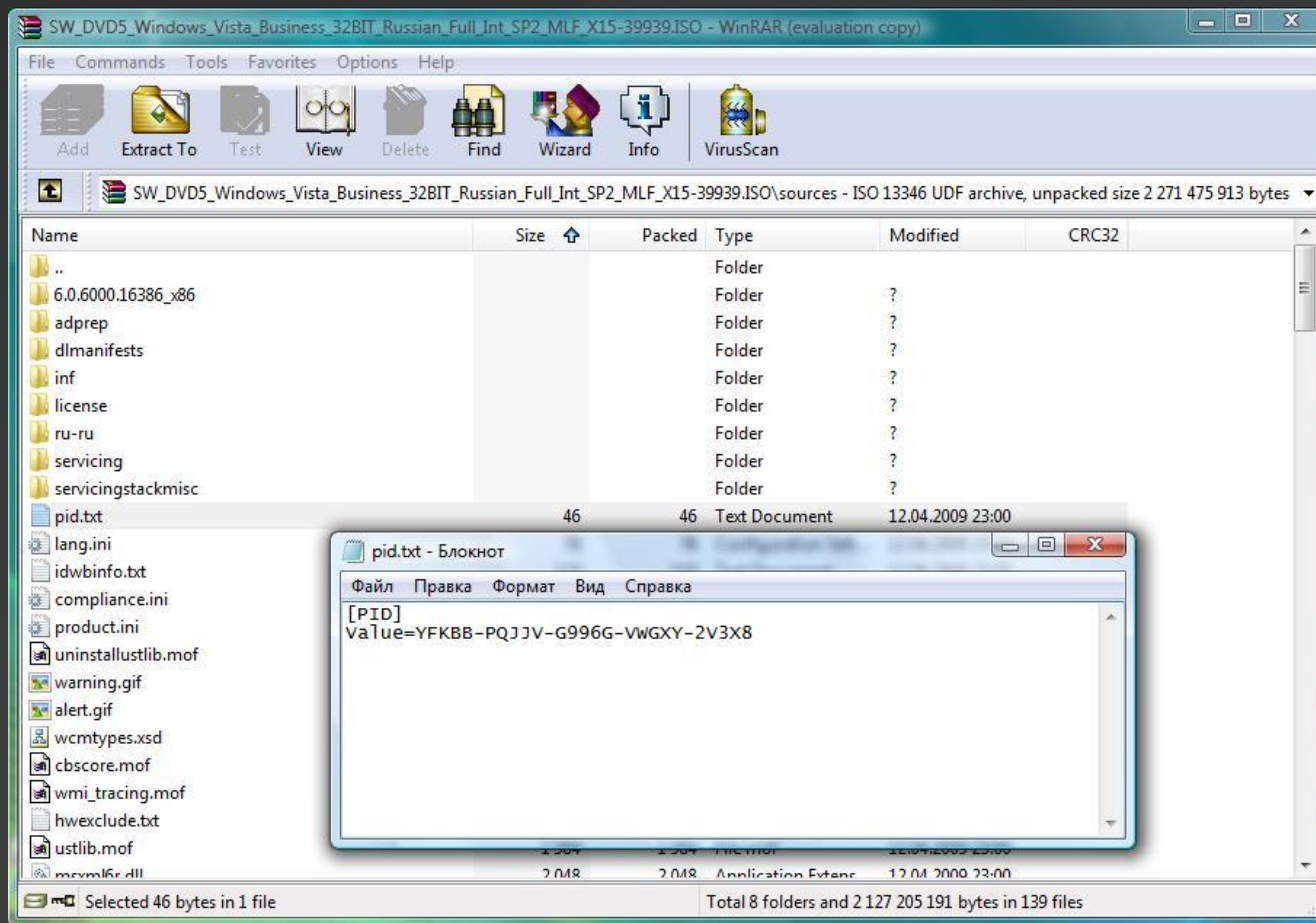 SW_DVD5_Windows_Vista_Business_32BIT_Russian_Full_Int_SP2_MLF_X15-39939.ISO - WinRAR (evaluation copy)
File Commands Tools Favorites Options Help
Add Extract To Test View Delete Find Wizard Info VirusScan
SW_DVD5_Windows_Vista_Business_32BIT_Russian_Full_Int_SP2_MLF_X15-39939.ISO\sources - ISO 13346 UDF archive, unpacked size 2 271 475 913 bytes
Name Size Packed Type Modified CRC32
.. Folder
6.0.6000.16386_x86 Folder ?
adprep Folder ?
dlmanifests Folder ?
inf Folder ?
license Folder ?
ru-ru Folder ?
servicing Folder ?
servicingstackmisc Folder ?
pid.txt 46 46 Text Document 12.04.2009 23:00
lang.ini
idwbinfo.txt
compliance.ini
product.ini
uninstallustlib.mof
warning.gif
alert.gif
wcmtypes.xsd
cbscore.mof
wmi_tracing.mof
hwexclude.txt
ustlib.mof
msxml6r.dll 2 048 2 048 Application Extens 12.04.2009 23:00
pid.txt - Блокнот
Файл Правка Формат Вид Справка
[PID]
Value=YFKBB-PQJJV-G996G-VWGXY-2V3X8
Selected 46 bytes in 1 file
Total 8 folders and 2 127 205 191 bytes in 139 files